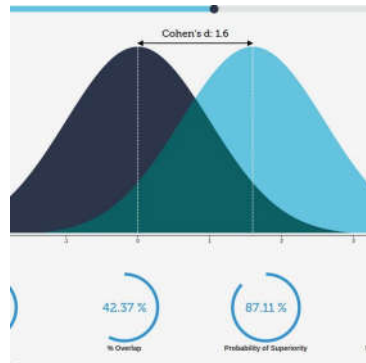 Cohen's d: 1.6
-1 0 1 2 3
42.37 % 87.11 %
% Overlap Probability of Superiority